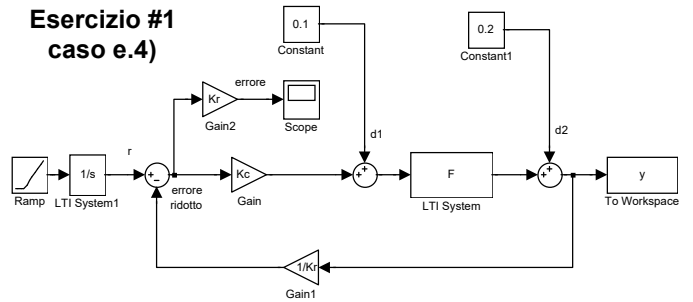 Esercizio #1
caso e.4)
0.1
Constant
0.2
Constant1
Kr
Gain2
errore
Scope
d1
d2
Ramp
1/s
LTI System1
r
+
−
errore
ridotto
Kc
Gain
+
+
F
LTI System
+
+
y
To Workspace
1/Kr
Gain1